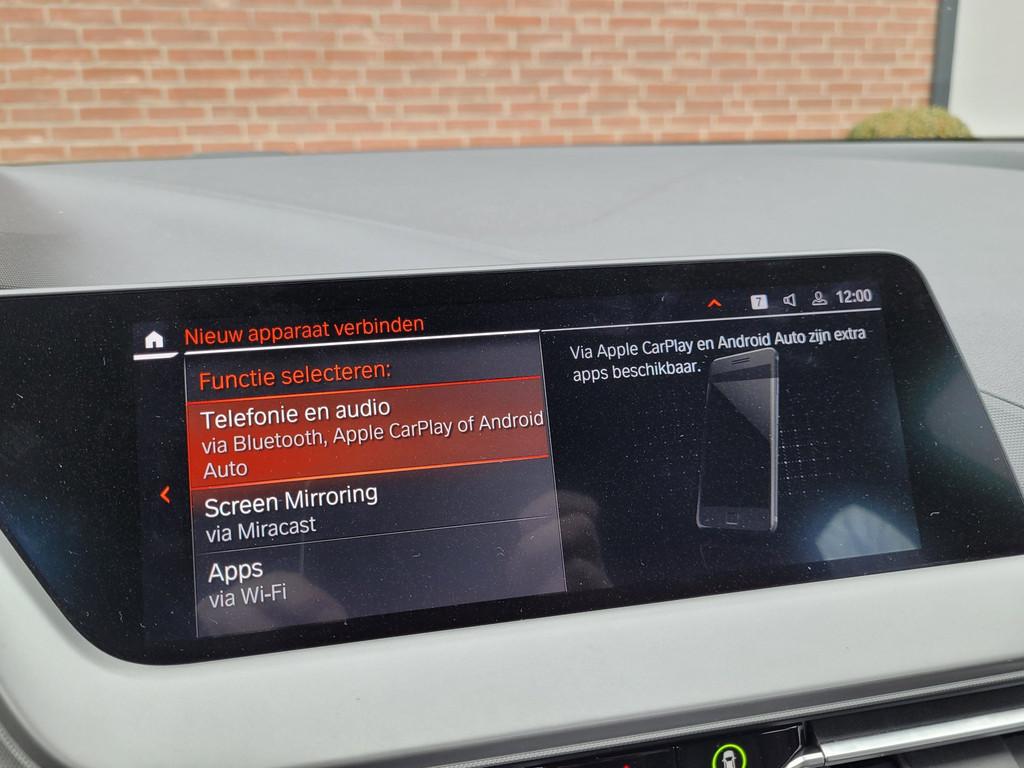 7
12:00
Nieuw apparaat verbinden
Functie selecteren:
Telefonie en audio
via Bluetooth, Apple CarPlay of Android
Auto
Screen Mirroring
via Miracast
Apps
via Wi-Fi
Via Apple CarPlay en Android Auto zijn extra
apps beschikbaar.